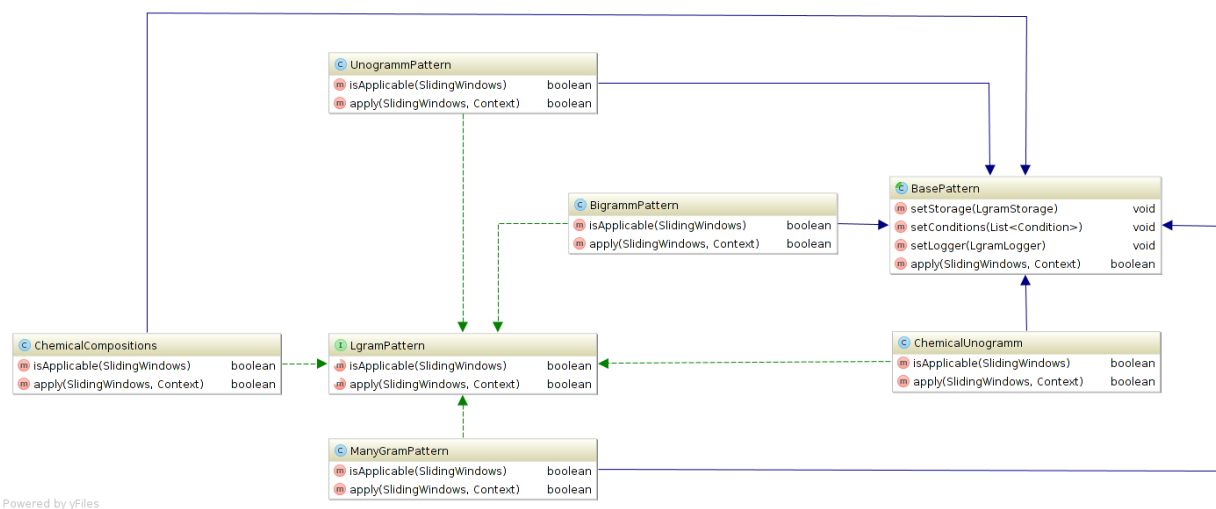 C UnogrammPattern
m isApplicable(SlidingWindows) boolean
m apply(SlidingWindows, Context) boolean
C BasePattern
m setStorage(LgramStorage) void
m setConditions(List<Condition>) void
m setLogger(LgramLogger) void
m apply(SlidingWindows, Context) boolean
C BigrammPattern
m isApplicable(SlidingWindows) boolean
m apply(SlidingWindows, Context) boolean
C ChemicalCompositions
m isApplicable(SlidingWindows) boolean
m apply(SlidingWindows, Context) boolean
I LgramPattern
m isApplicable(SlidingWindows) boolean
m apply(SlidingWindows, Context) boolean
C ChemicalUnogramm
m isApplicable(SlidingWindows) boolean
m apply(SlidingWindows, Context) boolean
C ManyGramPattern
m isApplicable(SlidingWindows) boolean
m apply(SlidingWindows, Context) boolean
Powered by yFiles